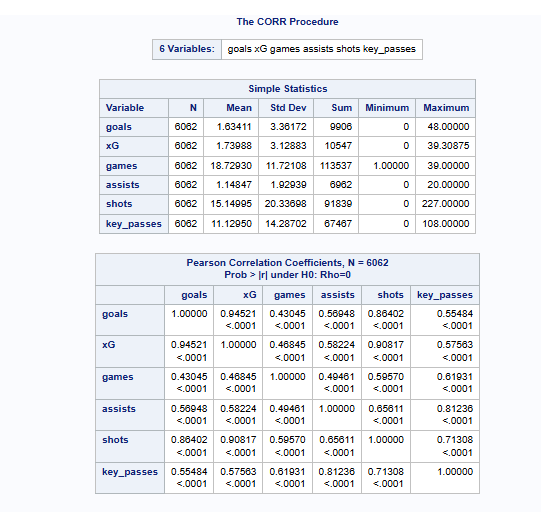 The CORR Procedure
6 Variables: goals xG games assists shots key_passes
Simple Statistics
Variable N Mean Std Dev Sum Minimum Maximum
goals 6062 1.63411 3.36172 9906 0 48.00000
xG 6062 1.73988 3.12883 10547 0 39.30875
games 6062 18.72930 11.72108 113537 1.00000 39.00000
assists 6062 1.14847 1.92939 6962 0 20.00000
shots 6062 15.14995 20.33698 91839 0 227.00000
key_passes 6062 11.12950 14.28702 67467 0 108.00000
Pearson Correlation Coefficients, N = 6062
Prob > |r| under H0: Rho=0
goals xG games assists shots key_passes
goals 1.00000 0.94521 0.43045 0.56948 0.86402 0.55484
<.0001 <.0001 <.0001 <.0001 <.0001
xG 0.94521 1.00000 0.46845 0.58224 0.90817 0.57563
<.0001 <.0001 <.0001 <.0001 <.0001
games 0.43045 0.46845 1.00000 0.49461 0.59570 0.61931
<.0001 <.0001 <.0001 <.0001 <.0001
assists 0.56948 0.58224 0.49461 1.00000 0.65611 0.81236
<.0001 <.0001 <.0001 <.0001 <.0001
shots 0.86402 0.90817 0.59570 0.65611 1.00000 0.71308
<.0001 <.0001 <.0001 <.0001 <.0001
key_passes 0.55484 0.57563 0.61931 0.81236 0.71308 1.00000
<.0001 <.0001 <.0001 <.0001 <.0001